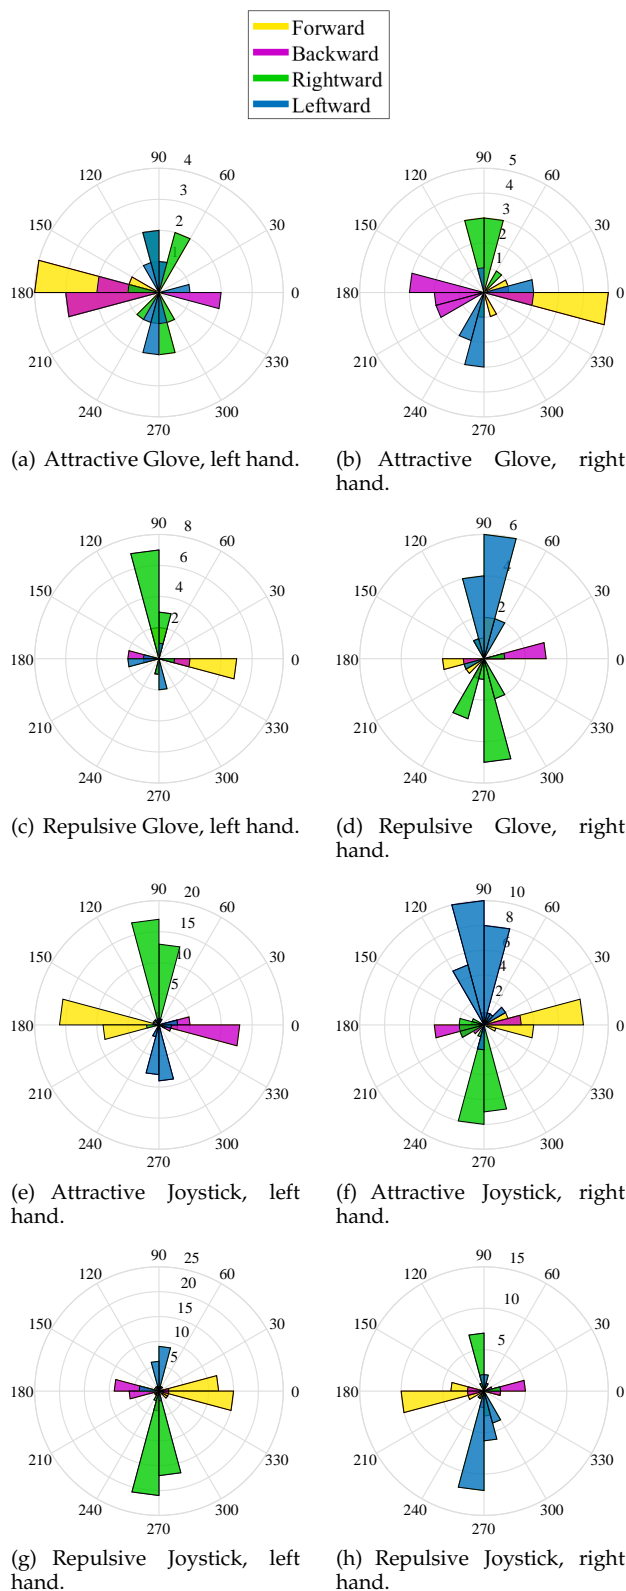 Forward
Backward
Rightward
Leftward
90 4
120 60
3
150 2 30
1
180 0
210 330
240 300
270
(a) Attractive Glove, left hand.
90 5
120 4 60
3
150 2 30
1
180 0
210 330
240 300
270
(b) Attractive Glove, right
hand.
90 8
120 6 60
4
150 2 30
180 0
210 330
240 300
270
(c) Repulsive Glove, left hand.
90 6
120 60
4
150 2 30
180 0
210 330
240 300
270
(d) Repulsive Glove, right
hand.
90 20
120 15 60
10
150 5 30
180 0
210 330
240 300
270
(e) Attractive Joystick, left
hand.
90 10
120 8 60
6
150 4 30
2
180 0
210 330
240 300
270
(f) Attractive Joystick, right
hand.
90 25
120 20 60
15
150 10 30
5
180 0
210 330
240 300
270
(g) Repulsive Joystick, left
hand.
90 15
120 60
10
150 5 30
180 0
210 330
240 300
270
(h) Repulsive Joystick, right
hand.